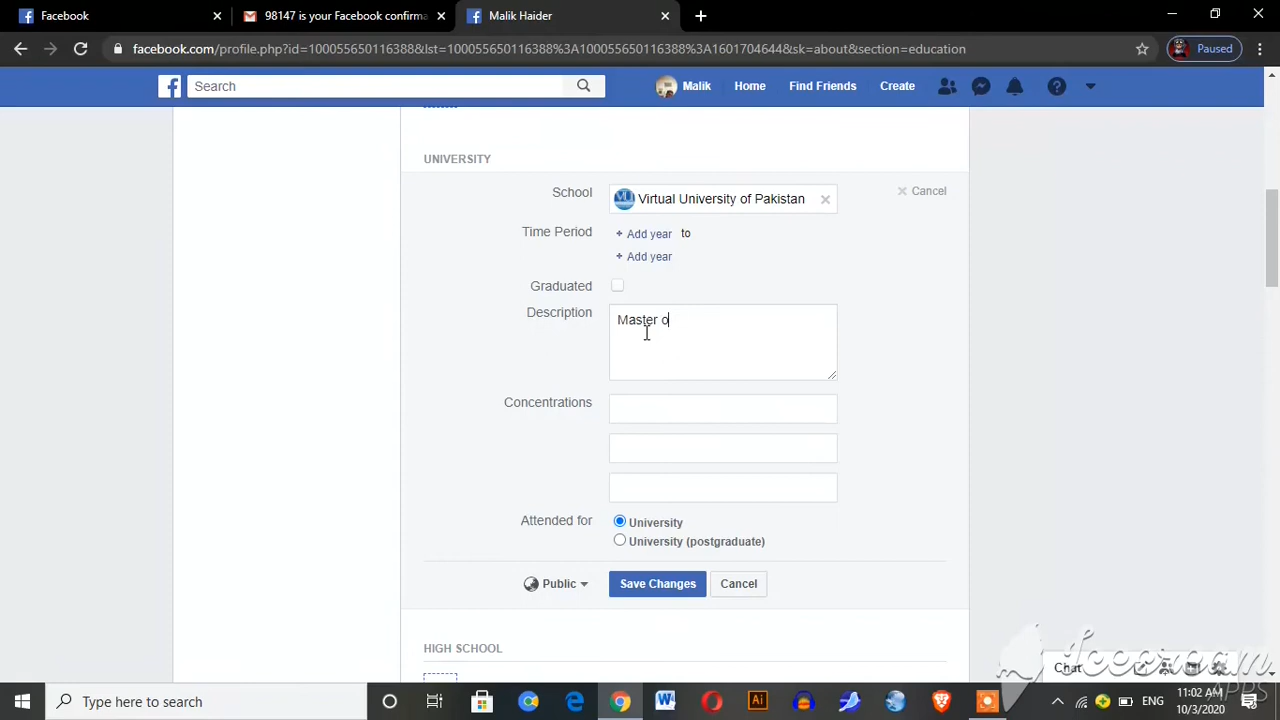 Facebook
98147 is your Facebook confirma
Malik Haider
facebook.com/profile.php?id=100055650116388&lst=100055650116388%3A100055650116388%3A1601704644&sk=about&section=education
Paused
Search
Malik
Home
Find Friends
Create
UNIVERSITY
School
Virtual University of Pakistan
Cancel
Time Period
+ Add year to
+ Add year
Graduated
Description
Master o
Concentrations
Attended for
University
University (postgraduate)
Public
Save Changes
Cancel
HIGH SCHOOL
Chat
APPS
Type here to search
ENG
11:02 AM
10/3/2020